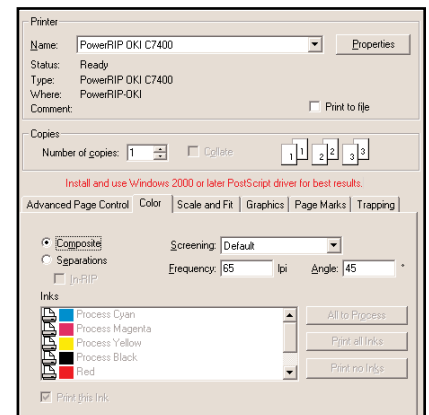 Printer
Name: PowerRIP OKI C7400 Properties
Status: Ready
Type: PowerRIP OKI C7400
Where: PowerRIP-OKI
Comment: Print to file
Copies
Number of copies: 1 Collate 1 1 2 2 3 3
Install and use Windows 2000 or later PostScript driver for best results.
Advanced Page Control Color Scale and Fit Graphics Page Marks Trapping
Composite Screening: Default
Separations Frequency: 65 lpi Angle: 45 °
In-RIP
Inks
Process Cyan All to Process
Process Magenta
Process Yellow Print all Inks
Process Black
Red Print no Inks
Print this Ink